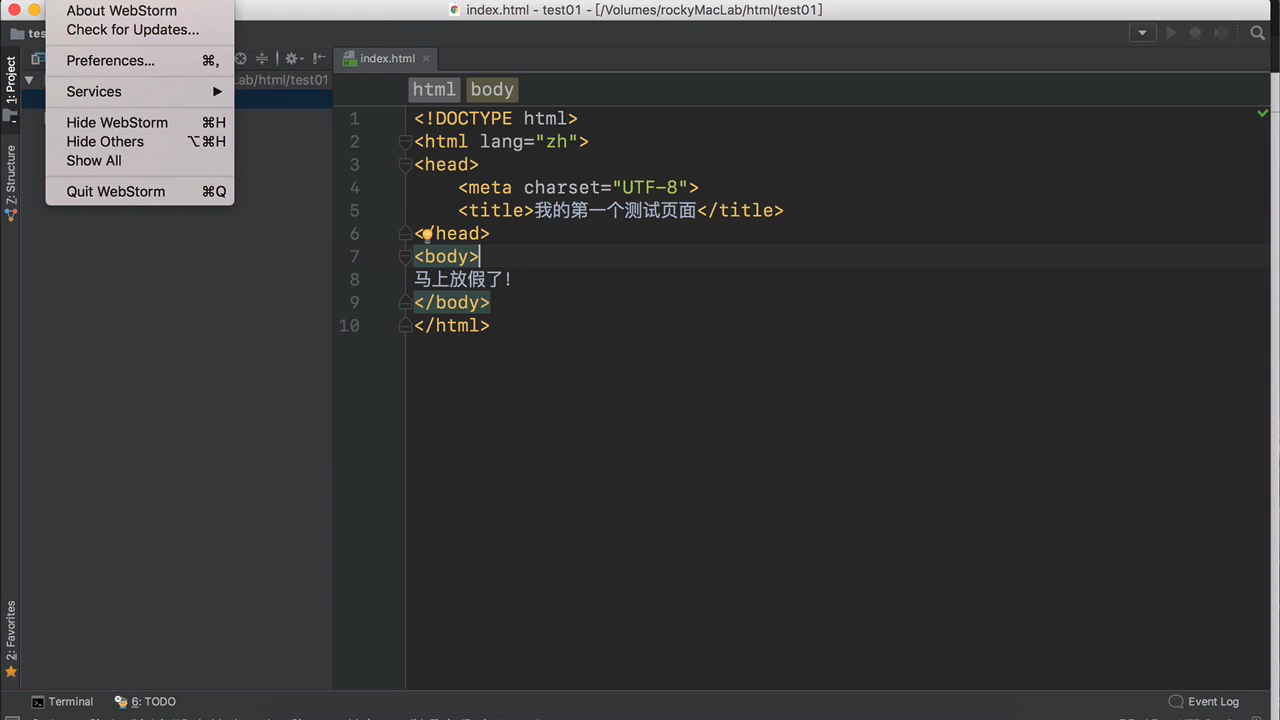 About WebStorm
Check for Updates...
Preferences... ⌘,
Services
Hide WebStorm ⌘H
Hide Others ⌥⌘H
Show All
Quit WebStorm ⌘Q
index.html - test01 - [/Volumes/rockyMacLab/html/test01]
1: Project
Z: Structure
2: Favorites
Lab/html/test01
index.html
html body
1 <!DOCTYPE html>
2 <html lang="zh">
3 <head>
4 <meta charset="UTF-8">
5 <title>我的第一个测试页面</title>
6 </head>
7 <body>
8 马上放假了!
9 </body>
10 </html>
Terminal
6: TODO
Event Log